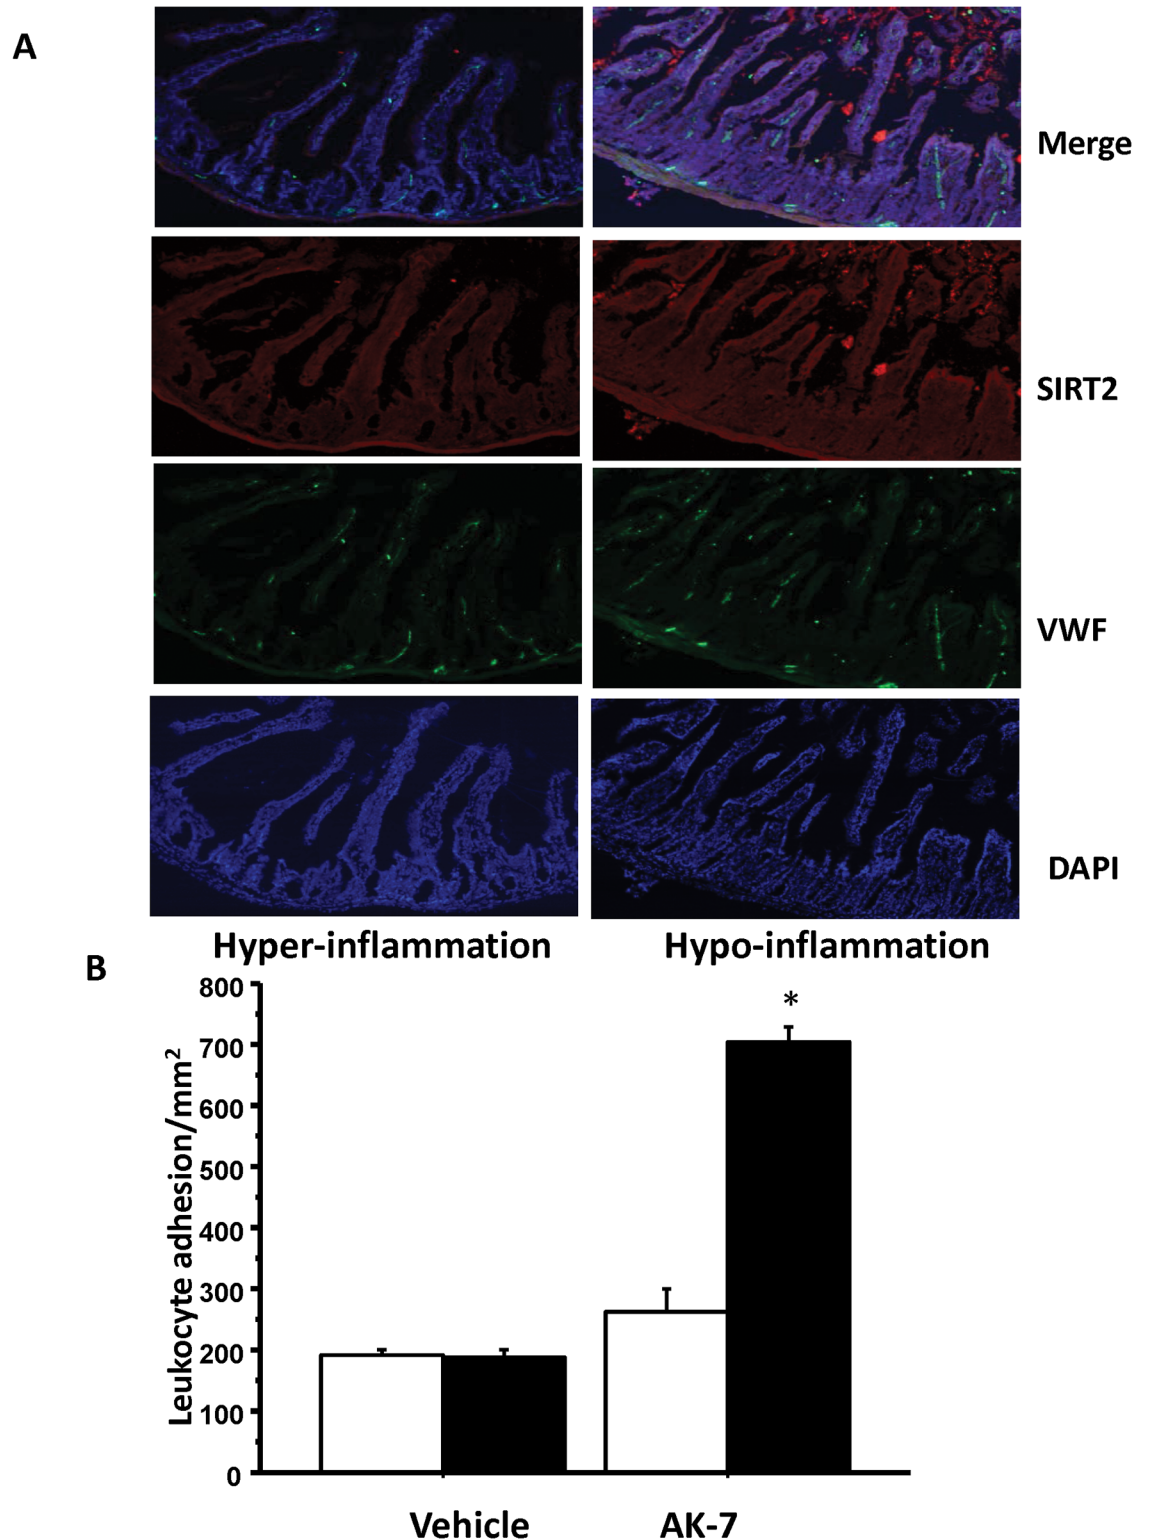 A
Merge
SIRT2
VWF
DAPI
Hyper-inflammation Hypo-inflammation
B
Leukocyte adhesion/mm²
800
*
700
600
500
400
300
200
100
0
Vehicle AK-7